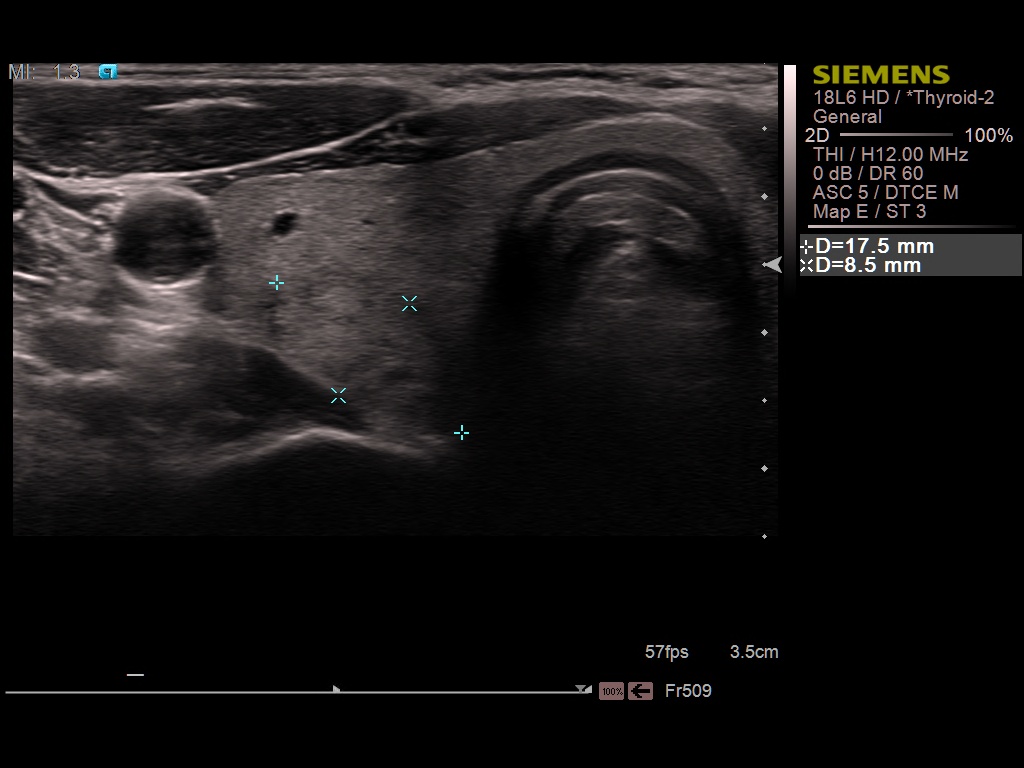 MI: 1.3
SIEMENS
18L6 HD / *Thyroid-2
General
2D 100%
THI / H12.00 MHz
0 dB / DR 60
ASC 5 / DTCE M
Map E / ST 3
D=17.5 mm
D=8.5 mm
57fps 3.5cm
100% Fr509